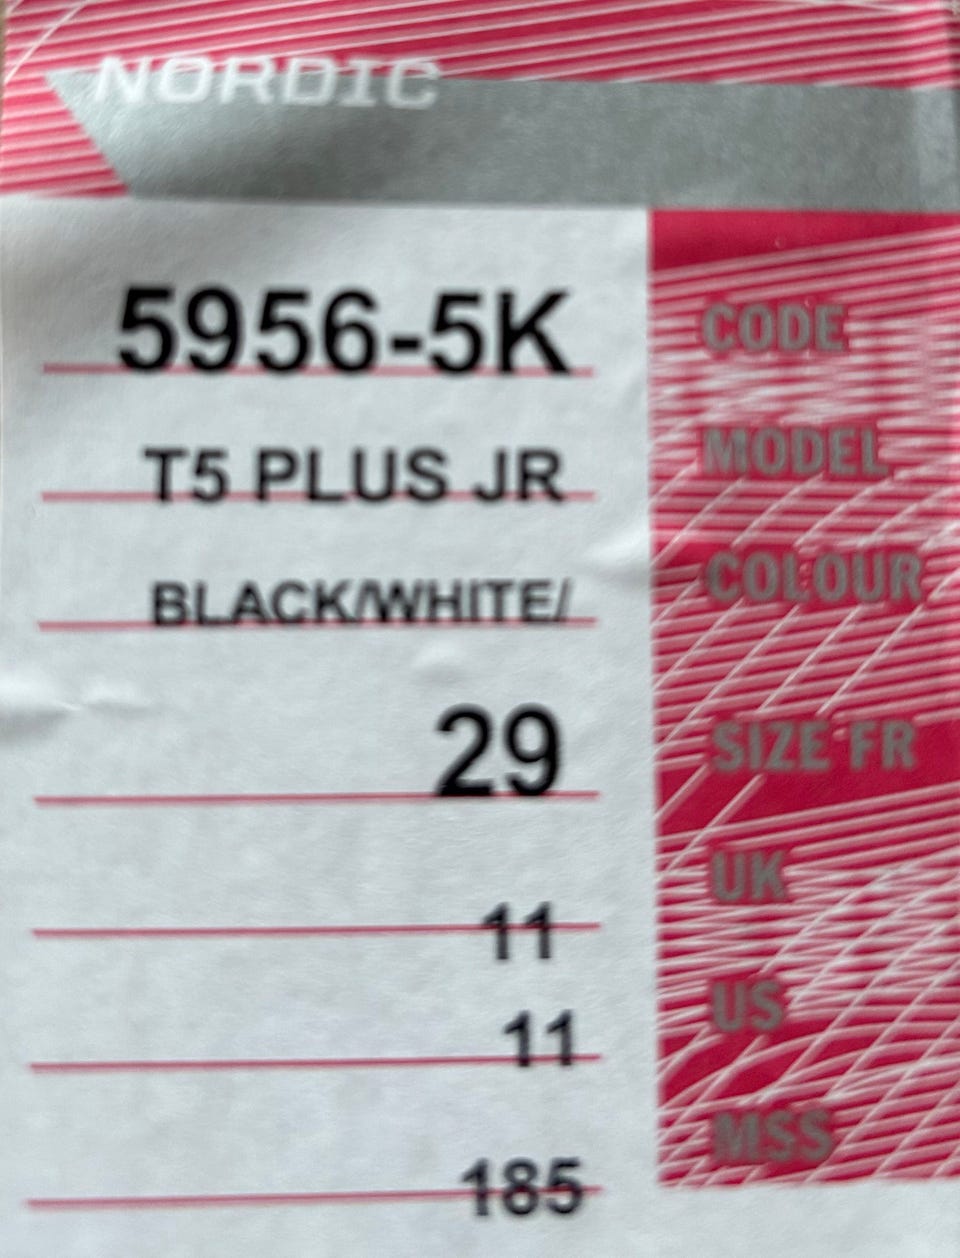 NORDIC
5956-5K CODE
T5 PLUS JR MODEL
BLACK/WHITE/ COLOUR
29 SIZE FR
11 UK
11 US
185 MSS